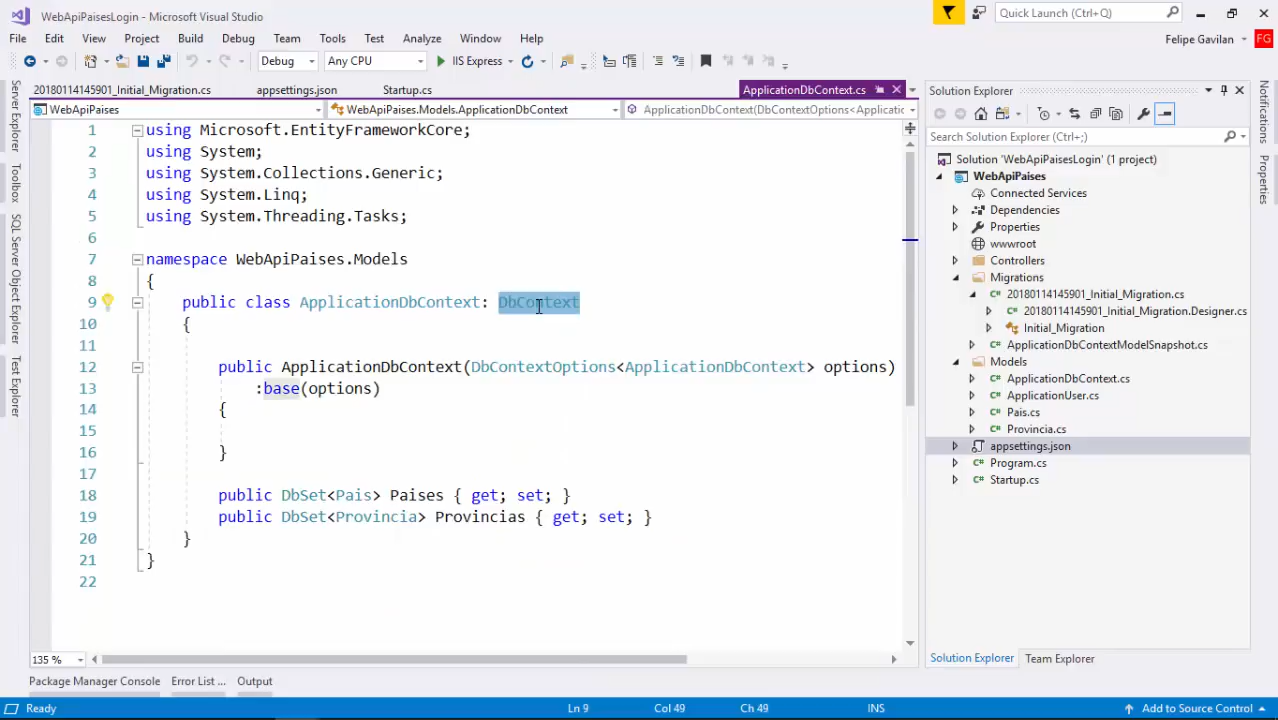 WebApiPaisesLogin - Microsoft Visual Studio
Quick Launch (Ctrl+Q)
File Edit View Project Build Debug Team Tools Test Analyze Window Help
Felipe Gavilan FG
Debug Any CPU IIS Express
20180114145901_Initial_Migration.cs appsettings.json Startup.cs ApplicationDbContext.cs
WebApiPaises WebApiPaises.Models.ApplicationDbContext ApplicationDbContext(DbContextOptions<Applicatic
Server Explorer
Toolbox
SQL Server Object Explorer
Test Explorer
1 using Microsoft.EntityFrameworkCore;
2 using System;
3 using System.Collections.Generic;
4 using System.Linq;
5 using System.Threading.Tasks;
6
7 namespace WebApiPaises.Models
8 {
9 public class ApplicationDbContext: DbContext
10 {
11
12 public ApplicationDbContext(DbContextOptions<ApplicationDbContext> options)
13 :base(options)
14 {
15
16 }
17
18 public DbSet<Pais> Paises { get; set; }
19 public DbSet<Provincia> Provincias { get; set; }
20 }
21 }
22
135 %
Solution Explorer
Search Solution Explorer (Ctrl+;)
Solution 'WebApiPaisesLogin' (1 project)
WebApiPaises
Connected Services
Dependencies
Properties
wwwroot
Controllers
Migrations
20180114145901_Initial_Migration.cs
20180114145901_Initial_Migration.Designer.cs
Initial_Migration
ApplicationDbContextModelSnapshot.cs
Models
ApplicationDbContext.cs
ApplicationUser.cs
Pais.cs
Provincia.cs
appsettings.json
Program.cs
Startup.cs
Solution Explorer Team Explorer
Notifications
Properties
Package Manager Console Error List ... Output
Ready Ln 9 Col 49 Ch 49 INS Add to Source Control